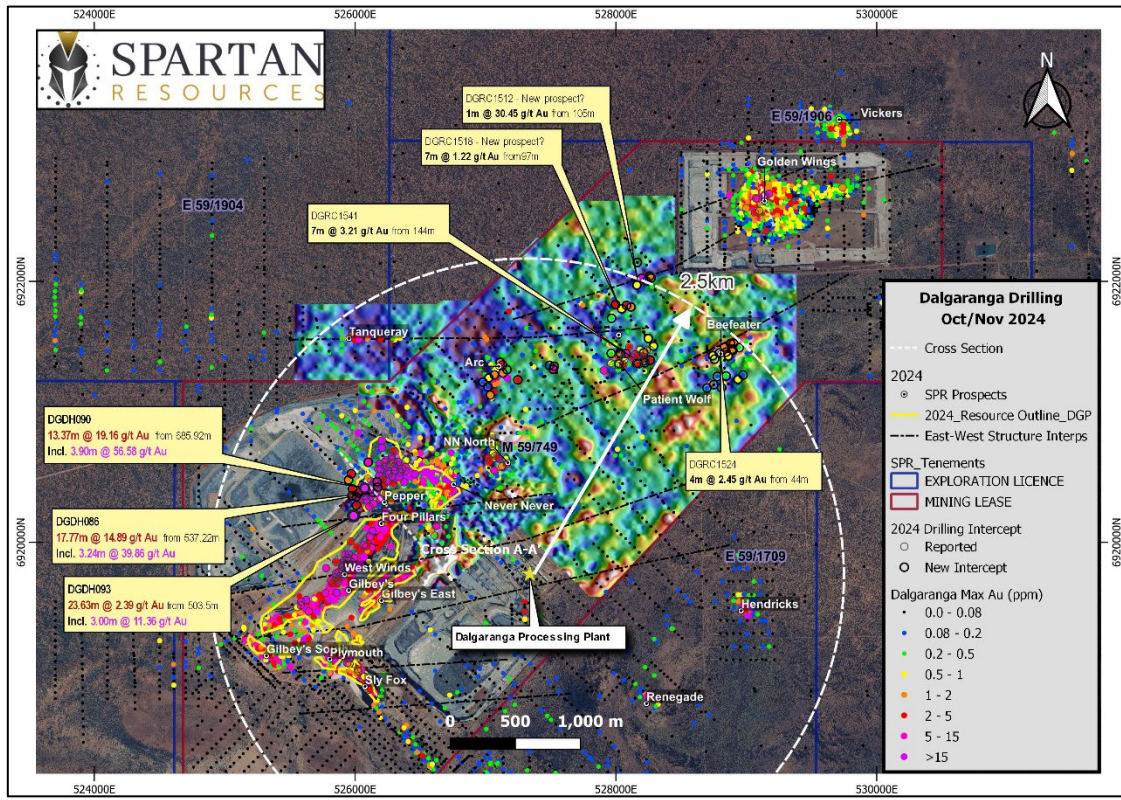 524000E
526000E
528000E
530000E
SPARTAN
RESOURCES
N
DGRC1512 - New prospect?
1m @ 30.45 g/t Au from 105m
DGRC1518 - New prospect?
7m @ 1.22 g/t Au from97m
DGRC1541
7m @ 3.21 g/t Au from 144m
E 59/1906
Vickers
Golden Wings
E 59/1904
6922000N
6922000N
2.5km
Tanqueray
Beefeater
Arc
Patient Wolf
DGDH090
13.37m @ 19.16 g/t Au from 685.92m
Incl. 3.90m @ 56.58 g/t Au
NN North
M 59/749
DGRC1524
4m @ 2.45 g/t Au from 44m
Pepper
Never Never
DGDH086
17.77m @ 14.89 g/t Au from 537.22m
Incl. 3.24m @ 39.86 g/t Au
Four Pillars
6920000N
6920000N
Cross Section A-A'
E 59/1709
West Winds
DGDH093
23.63m @ 2.39 g/t Au from 503.5m
Incl. 3.00m @ 11.36 g/t Au
Gilbey's
Gilbey's East
Hendricks
Dalgaranga Processing Plant
Gilbey's So
Plymouth
Sly Fox
Renegade
0 500 1,000 m
Dalgaranga Drilling
Oct/Nov 2024
Cross Section
2024
SPR Prospects
2024_Resource Outline_DGP
East-West Structure Interps
SPR_Tenements
EXPLORATION LICENCE
MINING LEASE
2024 Drilling Intercept
Reported
New Intercept
Dalgaranga Max Au (ppm)
0.0 - 0.08
0.08 - 0.2
0.2 - 0.5
0.5 - 1
1 - 2
2 - 5
5 - 15
>15
524000E
526000E
528000E
530000E